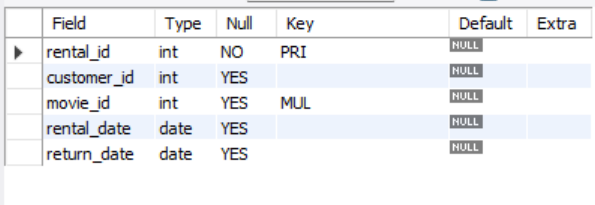 Field Type Null Key Default Extra
rental_id int NO PRI NULL
customer_id int YES NULL
movie_id int YES MUL NULL
rental_date date YES NULL
return_date date YES NULL